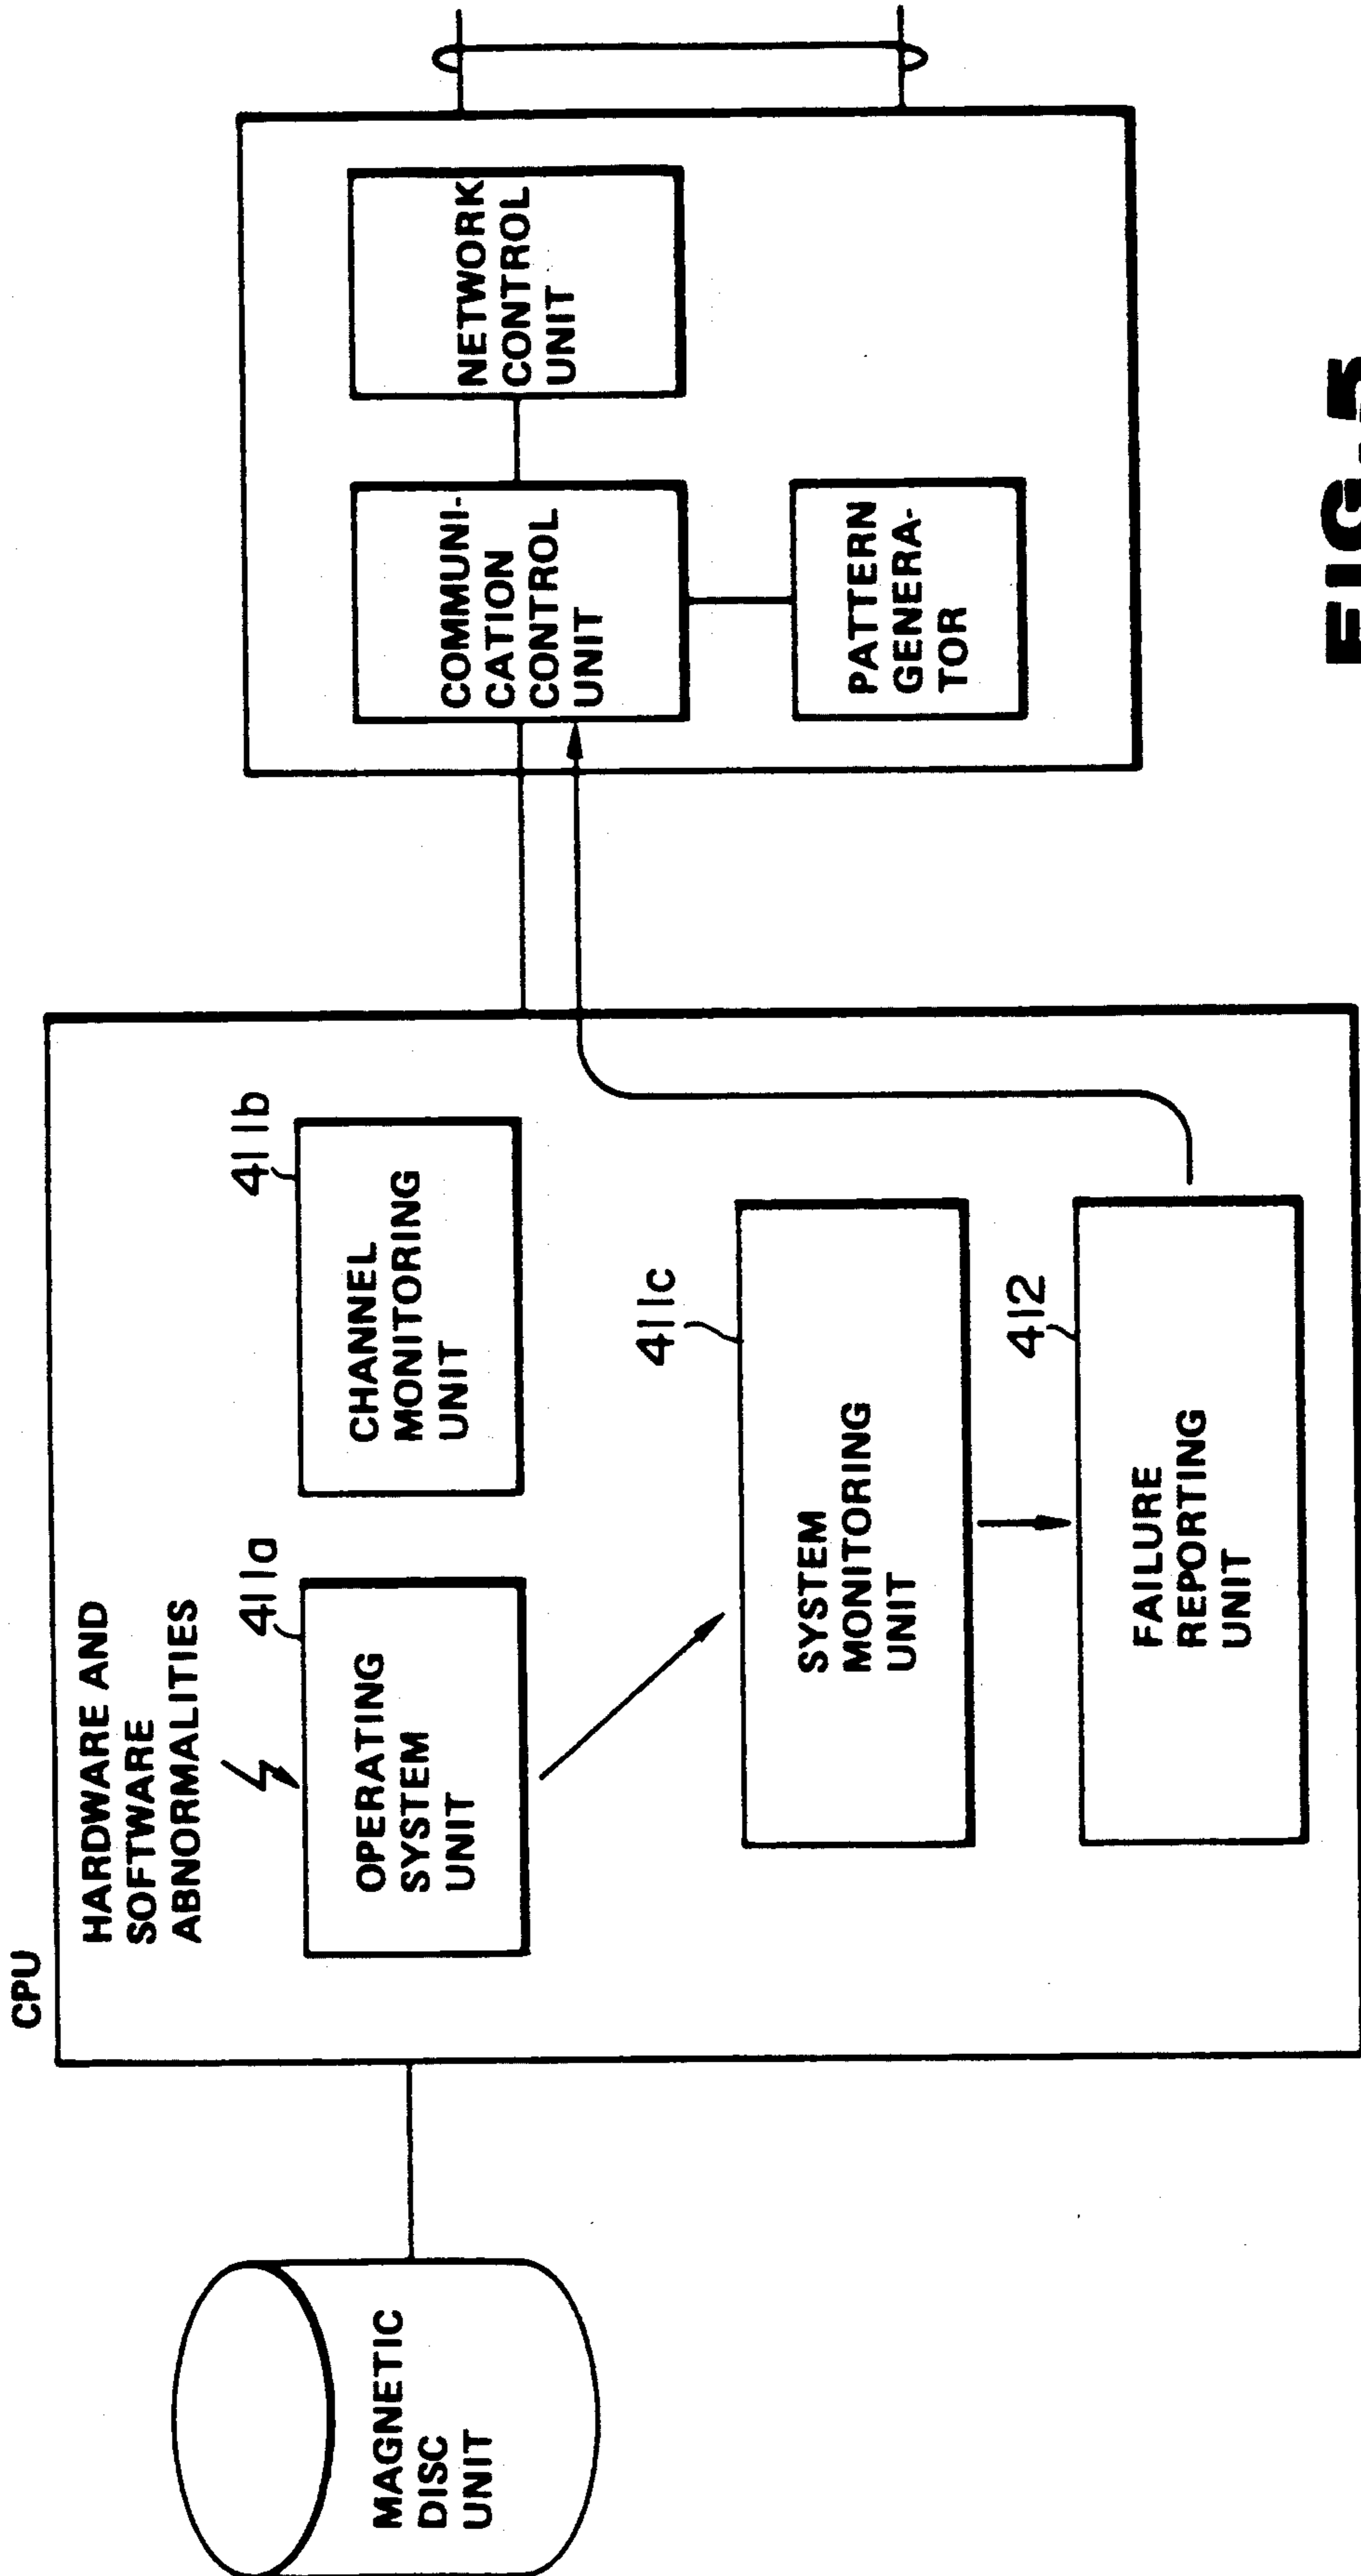 CPU
HARDWARE AND
SOFTWARE
ABNORMALITIES
411a
OPERATING
SYSTEM
UNIT
411b
CHANNEL
MONITORING
UNIT
411c
SYSTEM
MONITORING
UNIT
412
FAILURE
REPORTING
UNIT
MAGNETIC
DISC
UNIT
COMMUNI-
CATION
CONTROL
UNIT
NETWORK
CONTROL
UNIT
PATTERN
GENERA-
TOR
FIG.5